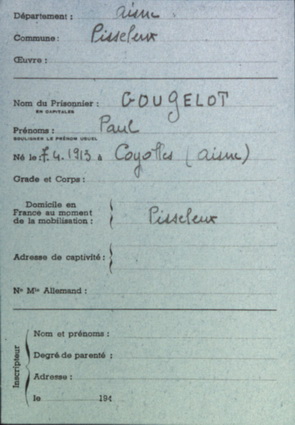 Département : aisne
Commune : Pisseleux
Œuvre :
Nom du Prisonnier : GOUGELOT
EN CAPITALES
Prénoms : Paul
SOULIGNER LE PRÉNOM USUEL
Né le : 7.4.1913 à Coyolles (aisne)
Grade et Corps :
Domicile en
France au moment
de la mobilisation : Pisseleux
Adresse de captivité :
No Mle Allemand :
Inscripteur
Nom et prénoms :
Degré de parenté :
Adresse :
le 194